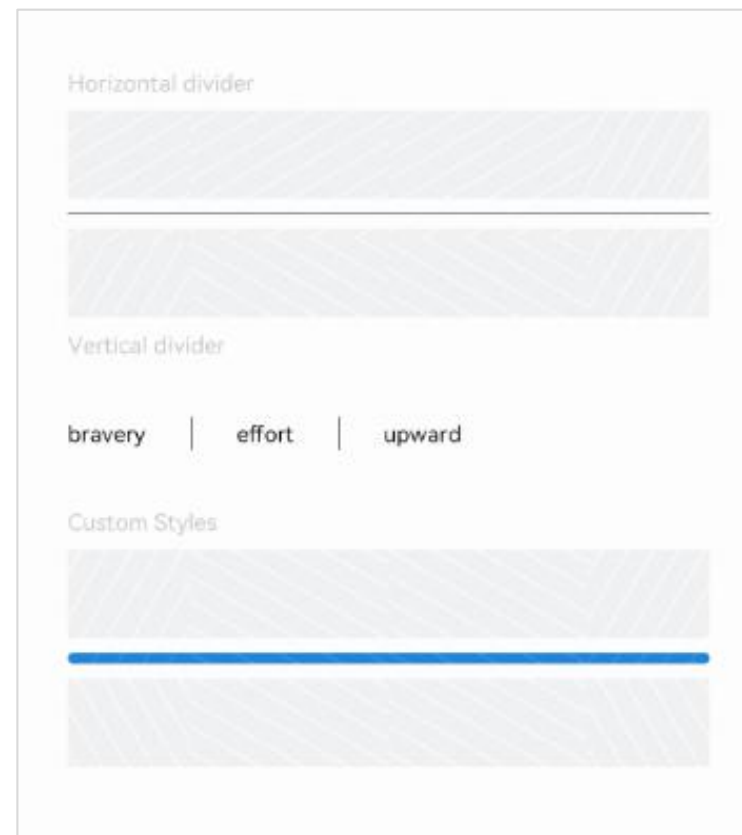 Horizontal divider
Vertical divider
bravery effort upward
Custom Styles